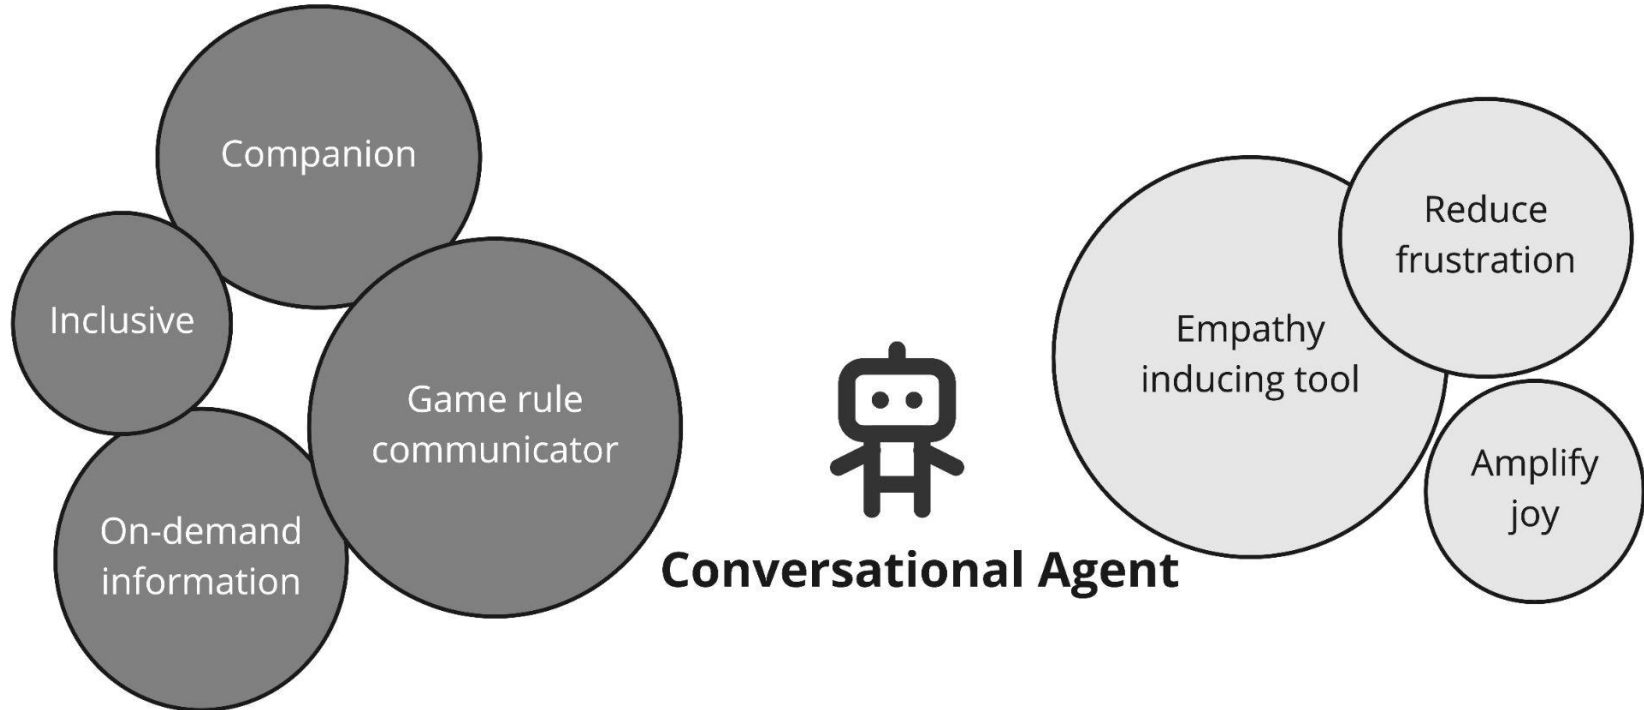 Companion
Inclusive
Game rule
communicator
On-demand
information
Conversational Agent
Empathy
inducing tool
Reduce
frustration
Amplify
joy